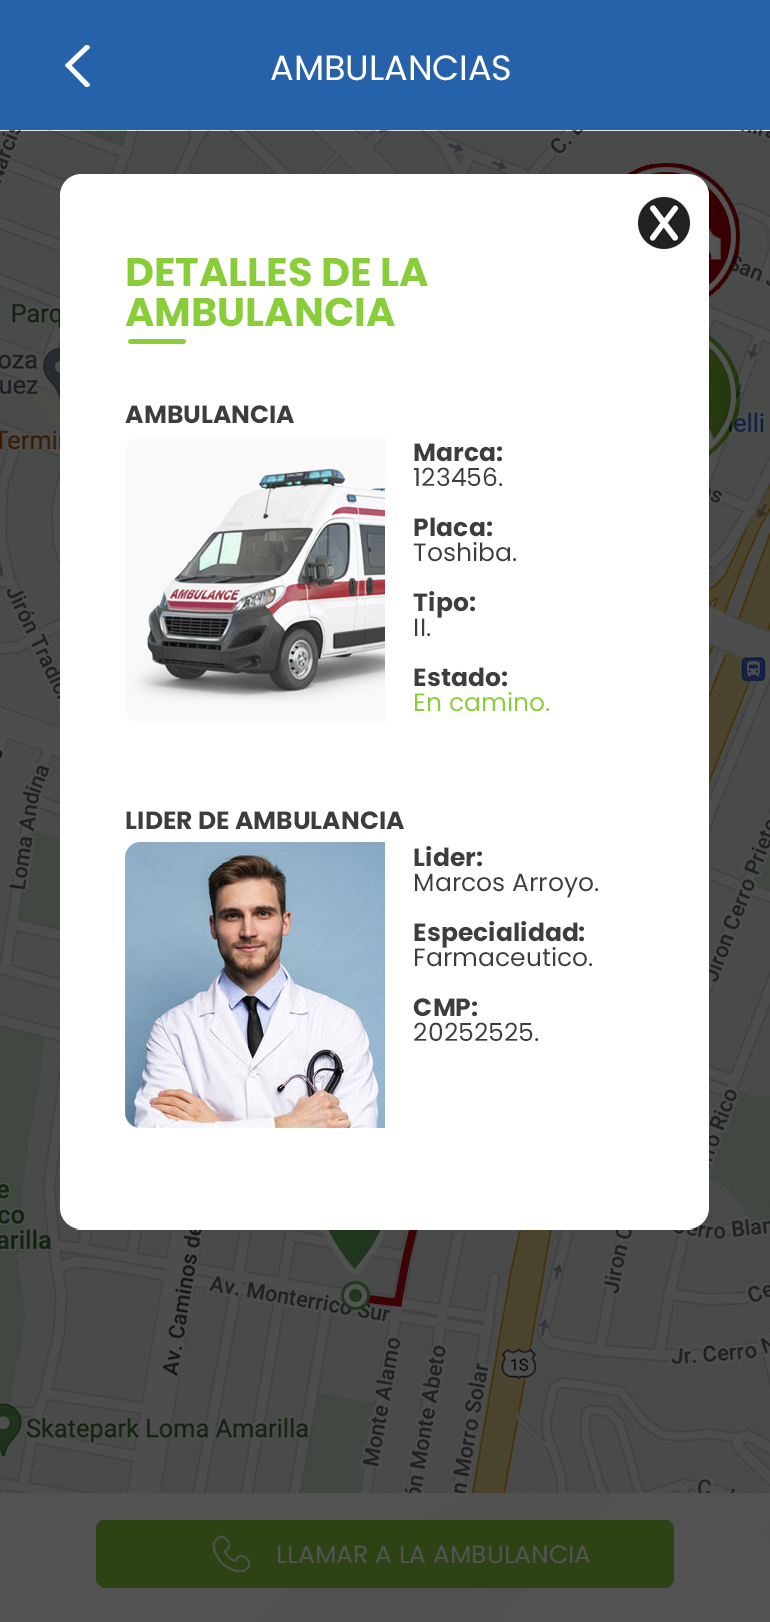 AMBULANCIAS
X
DETALLES DE LA
AMBULANCIA
AMBULANCIA
AMBULANCE
Marca:
123456.
Placa:
Toshiba.
Tipo:
II.
Estado:
En camino.
LIDER DE AMBULANCIA
Lider:
Marcos Arroyo.
Especialidad:
Farmaceutico.
CMP:
20252525.
San
Parq
oza
uez
Termi
elli
Jirón Tradic
Loma Andina
Jirón Cerro Priet
ro Rico
e
co
arilla
Av. Caminos de
Av. Monterrico Sur
Jiron C
Cerro Blan
Ce
1S
Jr. Cerro N
Monte Alamo
ón Monte Abeto
n Morro Solar
Skatepark Loma Amarilla
C
LLAMAR A LA AMBULANCIA